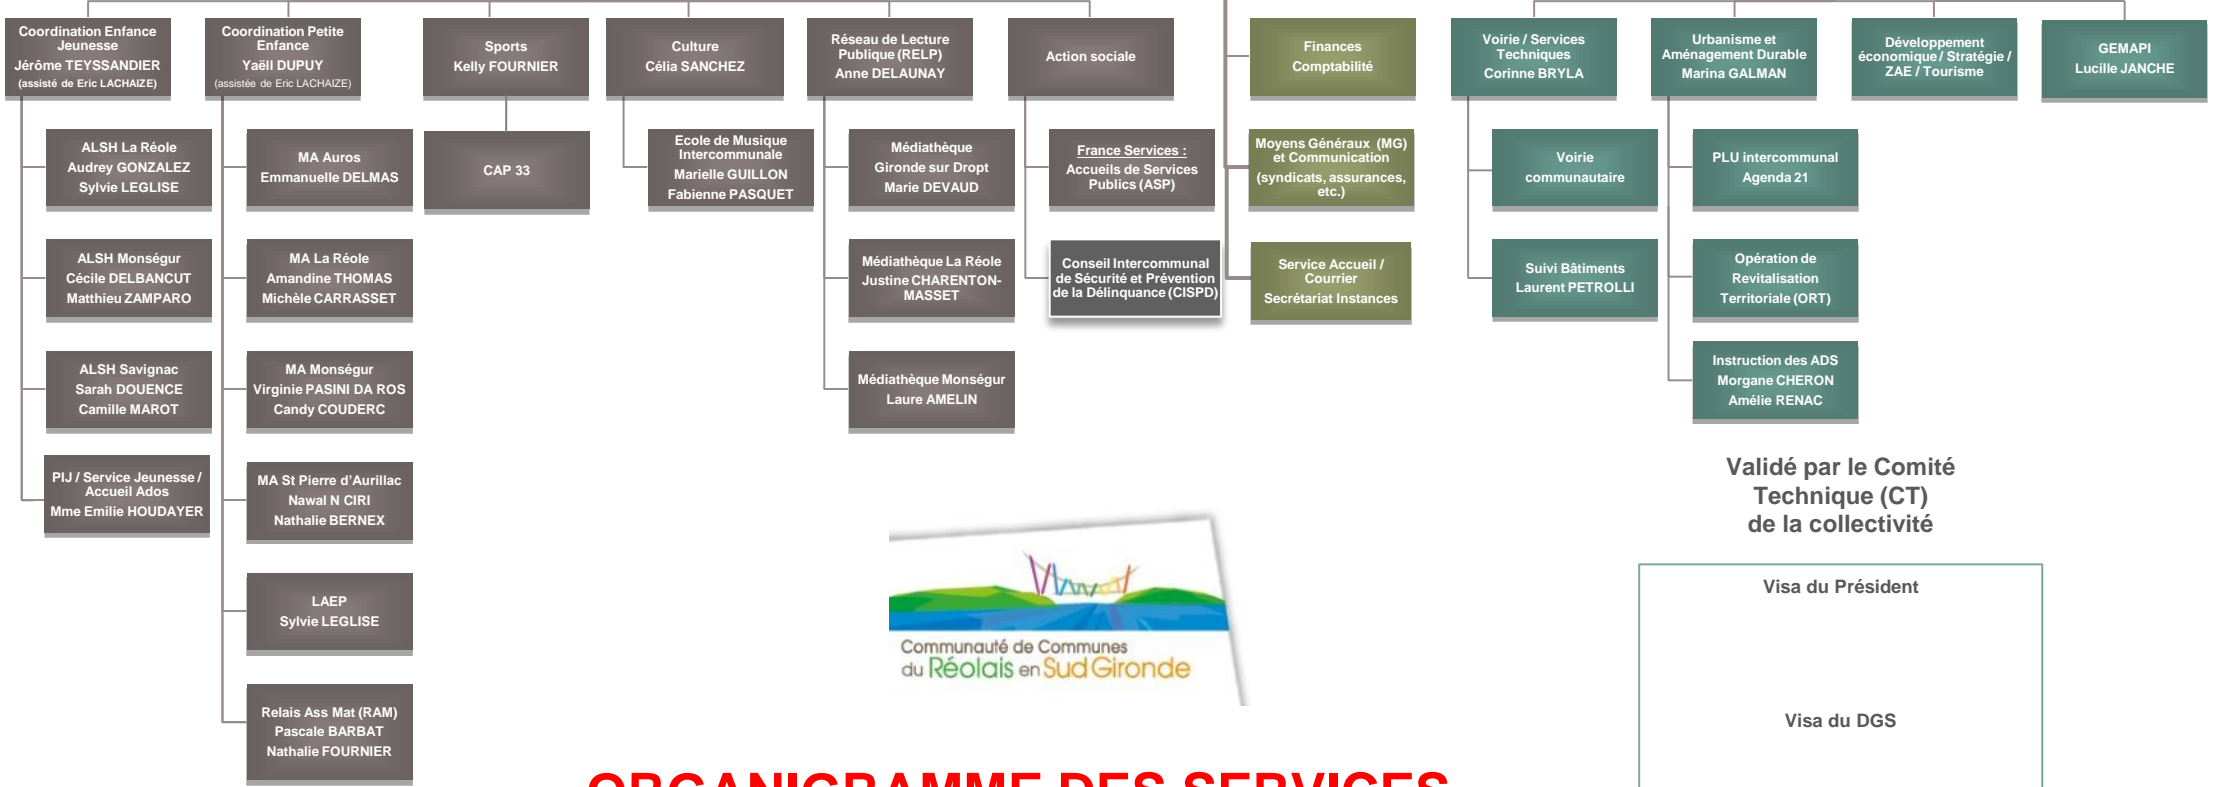 Coordination Enfance
Jeunesse
Jérôme TEYSSANDIER
(assisté de Eric LACHAIZE)
Coordination Petite
Enfance
Yaëll DUPUY
(assistée de Eric LACHAIZE)
Sports
Kelly FOURNIER
Culture
Célia SANCHEZ
Réseau de Lecture
Publique (RELP)
Anne DELAUNAY
Action sociale
Finances
Comptabilité
Voirie / Services
Techniques
Corinne BRYLA
Urbanisme et
Aménagement Durable
Marina GALMAN
Développement
économique / Stratégie /
ZAE / Tourisme
GEMAPI
Lucille JANCHE
ALSH La Réole
Audrey GONZALEZ
Sylvie LEGLISE
MA Auros
Emmanuelle DELMAS
CAP 33
Ecole de Musique
Intercommunale
Marielle GUILLON
Fabienne PASQUET
Médiathèque
Gironde sur Dropt
Marie DEVAUD
France Services :
Accueils de Services
Publics (ASP)
Moyens Généraux (MG)
et Communication
(syndicats, assurances,
etc.)
Voirie
communautaire
PLU intercommunal
Agenda 21
ALSH Monségur
Cécile DELBANCUT
Matthieu ZAMPARO
MA La Réole
Amandine THOMAS
Michèle CARRASSET
Médiathèque La Réole
Justine CHARENTON-
MASSET
Conseil Intercommunal
de Sécurité et Prévention
de la Délinquance (CISPD)
Service Accueil /
Courrier
Secrétariat Instances
Suivi Bâtiments
Laurent PETROLLI
Opération de
Revitalisation
Territoriale (ORT)
ALSH Savignac
Sarah DOUENCE
Camille MAROT
MA Monségur
Virginie PASINI DA ROS
Candy COUDERC
Médiathèque Monségur
Laure AMELIN
Instruction des ADS
Morgane CHERON
Amélie RENAC
PIJ / Service Jeunesse /
Accueil Ados
Mme Emilie HOUDAYER
MA St Pierre d'Aurillac
Nawal N CIRI
Nathalie BERNEX
LAEP
Sylvie LEGLISE
Relais Ass Mat (RAM)
Pascale BARBAT
Nathalie FOURNIER
Communauté de Communes
du Réolais en Sud Gironde
Validé par le Comité
Technique (CT)
de la collectivité
Visa du Président
Visa du DGS
ORGANIGRAMME DES SERVICES